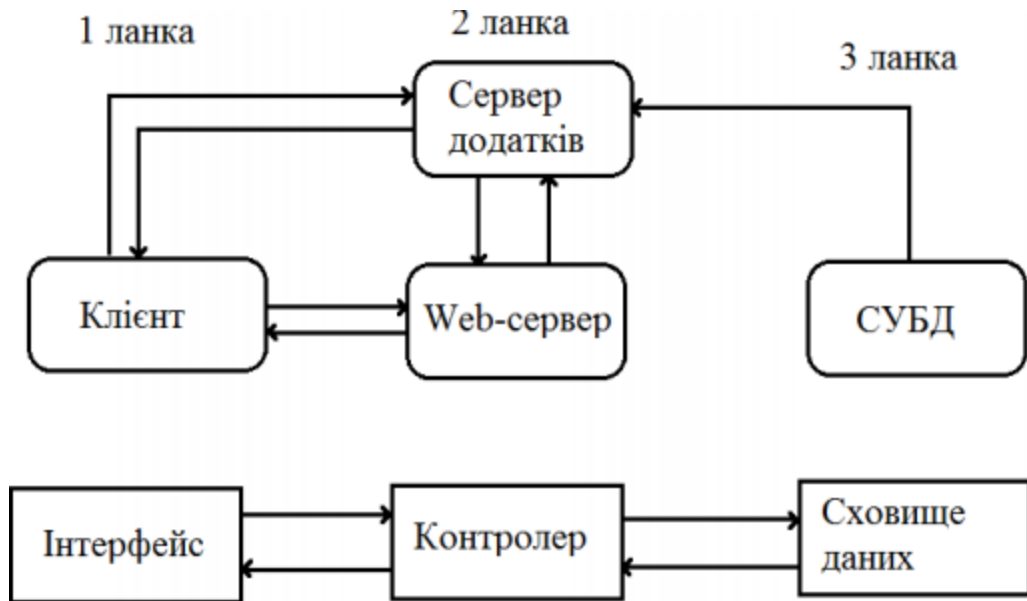 1 ланка
2 ланка
3 ланка
Сервер
додатків
Клієнт
Web-сервер
СУБД
Інтерфейс
Контролер
Сховище
даних